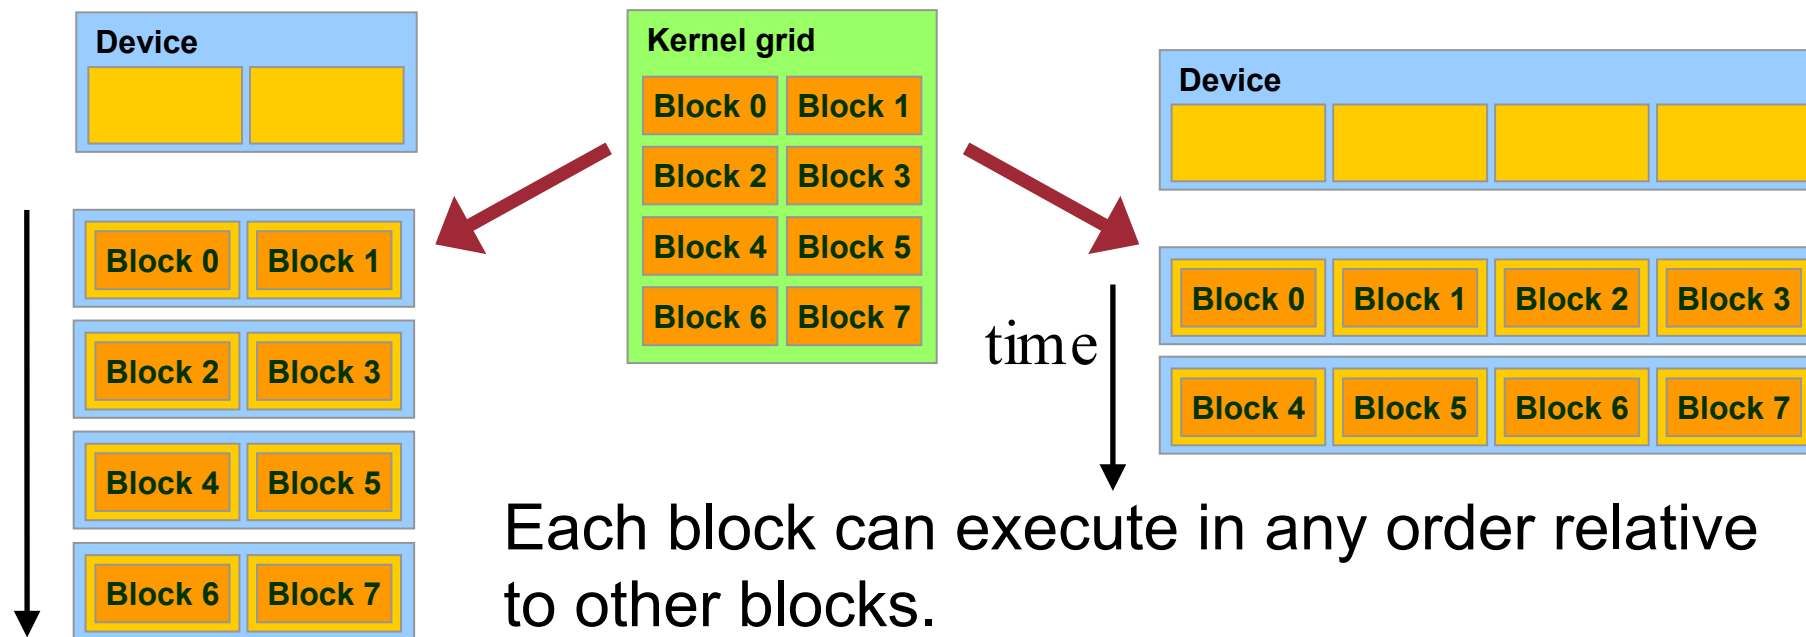 Device
Block 0 Block 1
Block 2 Block 3
Block 4 Block 5
Block 6 Block 7
Kernel grid
Block 0 Block 1
Block 2 Block 3
Block 4 Block 5
Block 6 Block 7
Device
time
Block 0 Block 1 Block 2 Block 3
Block 4 Block 5 Block 6 Block 7
Each block can execute in any order relative
to other blocks.